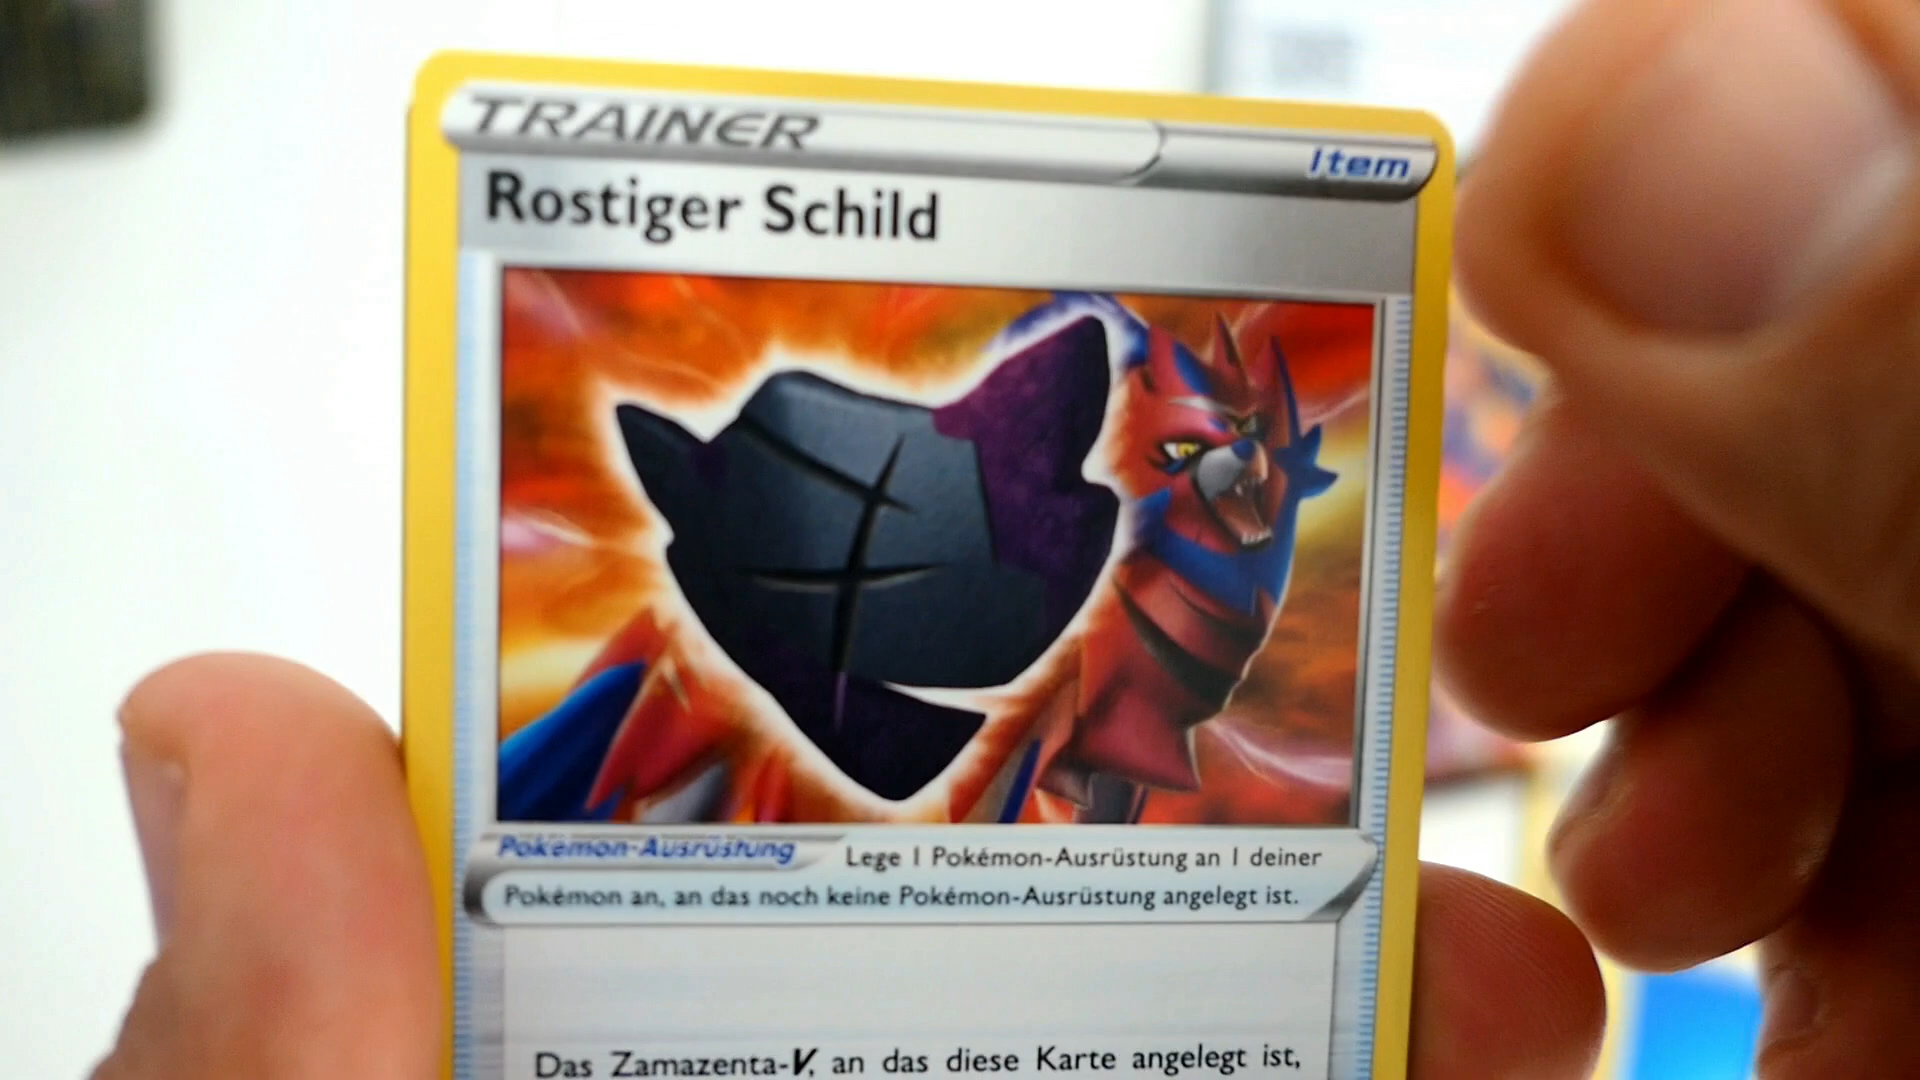 TRAINER
Item
Rostiger Schild
Pokémon-Ausrüstung Lege 1 Pokémon-Ausrüstung an 1 deiner
Pokémon an, an das noch keine Pokémon-Ausrüstung angelegt ist.
Das Zamazenta-V, an das diese Karte angelegt ist,